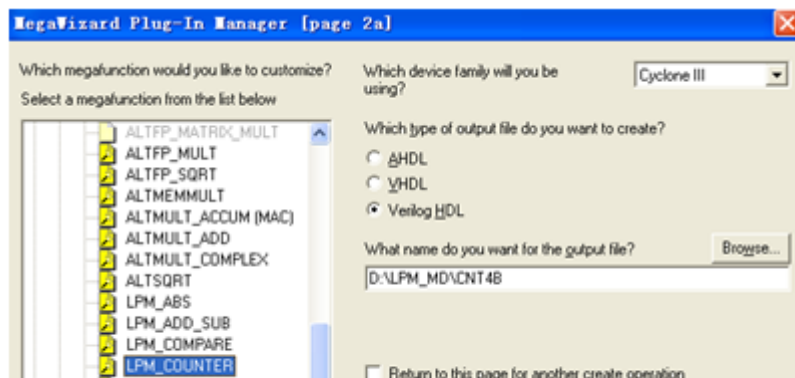 MegaWizard Plug-In Manager [page 2a]
Which megafunction would you like to customize?
Select a megafunction from the list below
ALTFP_MATRIX_MULT
ALTFP_MULT
ALTFP_SQRT
ALTMEMMULT
ALTMULT_ACCUM (MAC)
ALTMULT_ADD
ALTMULT_COMPLEX
ALTSQRT
LPM_ABS
LPM_ADD_SUB
LPM_COMPARE
LPM_COUNTER
Which device family will you be
using?
Cyclone III
Which type of output file do you want to create?
AHDL
VHDL
Verilog HDL
What name do you want for the output file?
Browse...
D:\LPM_MD\CNT4B
Return to this page for another create operation